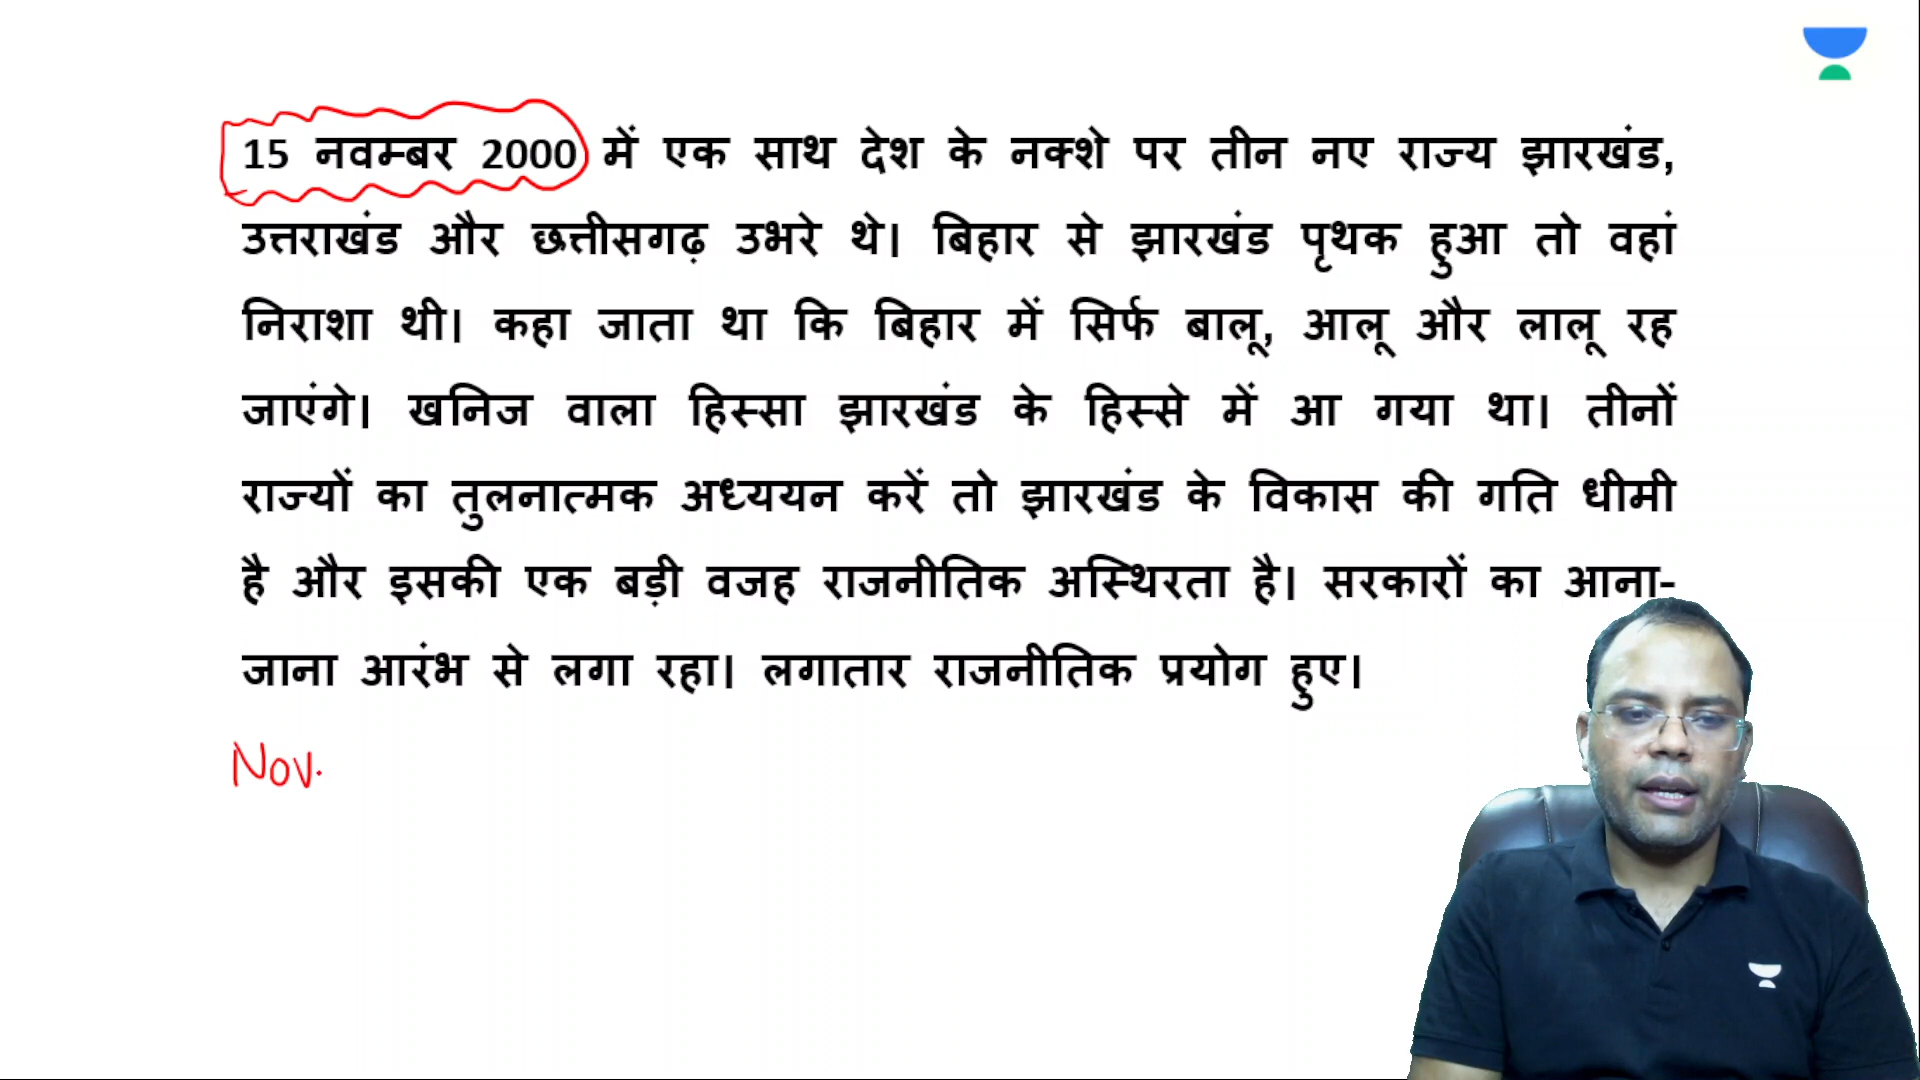 15 नवम्बर 2000 में एक साथ देश के नक्शे पर तीन नए राज्य झारखंड,
उत्तराखंड और छत्तीसगढ़ उभरे थे। बिहार से झारखंड पृथक हुआ तो वहां
निराशा थी। कहा जाता था कि बिहार में सिर्फ बालू, आलू और लालू रह
जाएंगे। खनिज वाला हिस्सा झारखंड के हिस्से में आ गया था। तीनों
राज्यों का तुलनात्मक अध्ययन करें तो झारखंड के विकास की गति धीमी
है और इसकी एक बड़ी वजह राजनीतिक अस्थिरता है। सरकारों का आना-
जाना आरंभ से लगा रहा। लगातार राजनीतिक प्रयोग हुए।
Nov.